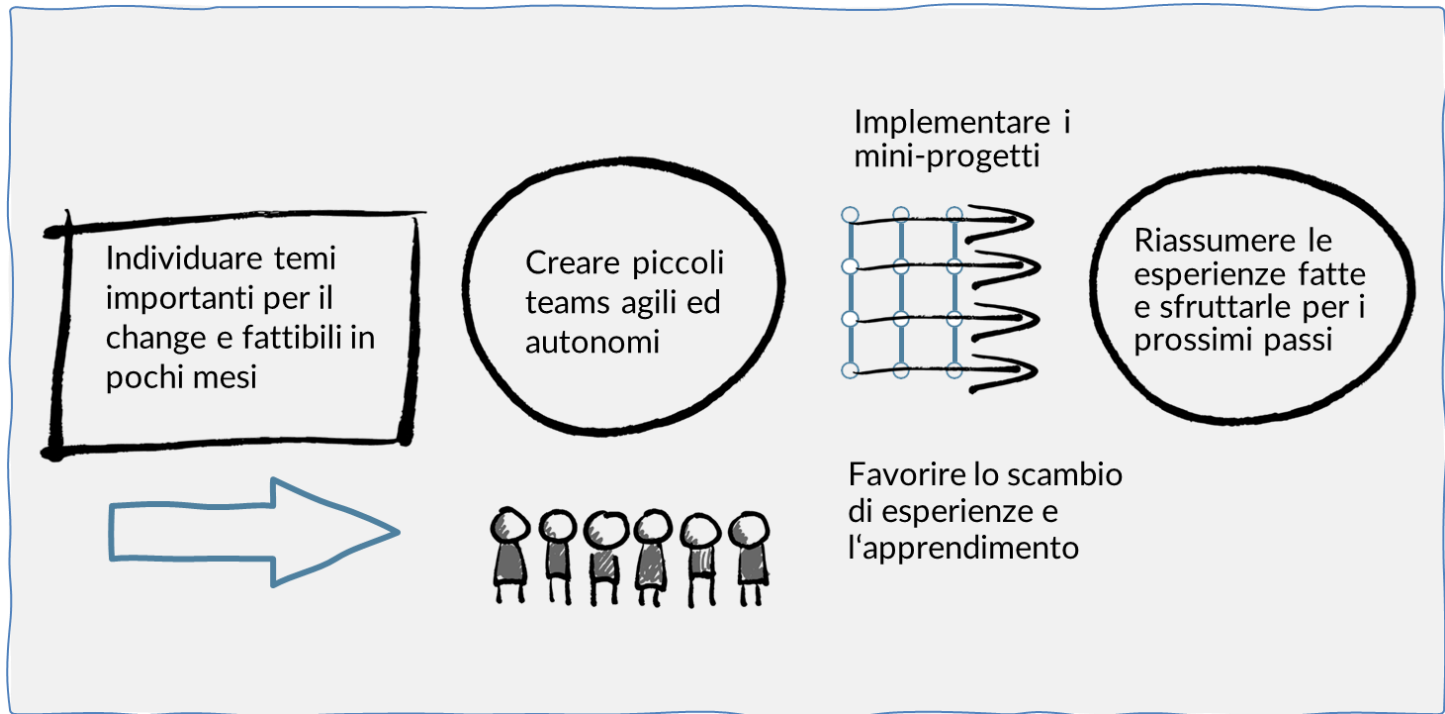 Individuare temi
importanti per il
change e fattibili in
pochi mesi
Creare piccoli
teams agili ed
autonomi
Implementare i
mini-progetti
Favorire lo scambio
di esperienze e
l‘apprendimento
Riassumere le
esperienze fatte
e sfruttarle per i
prossimi passi